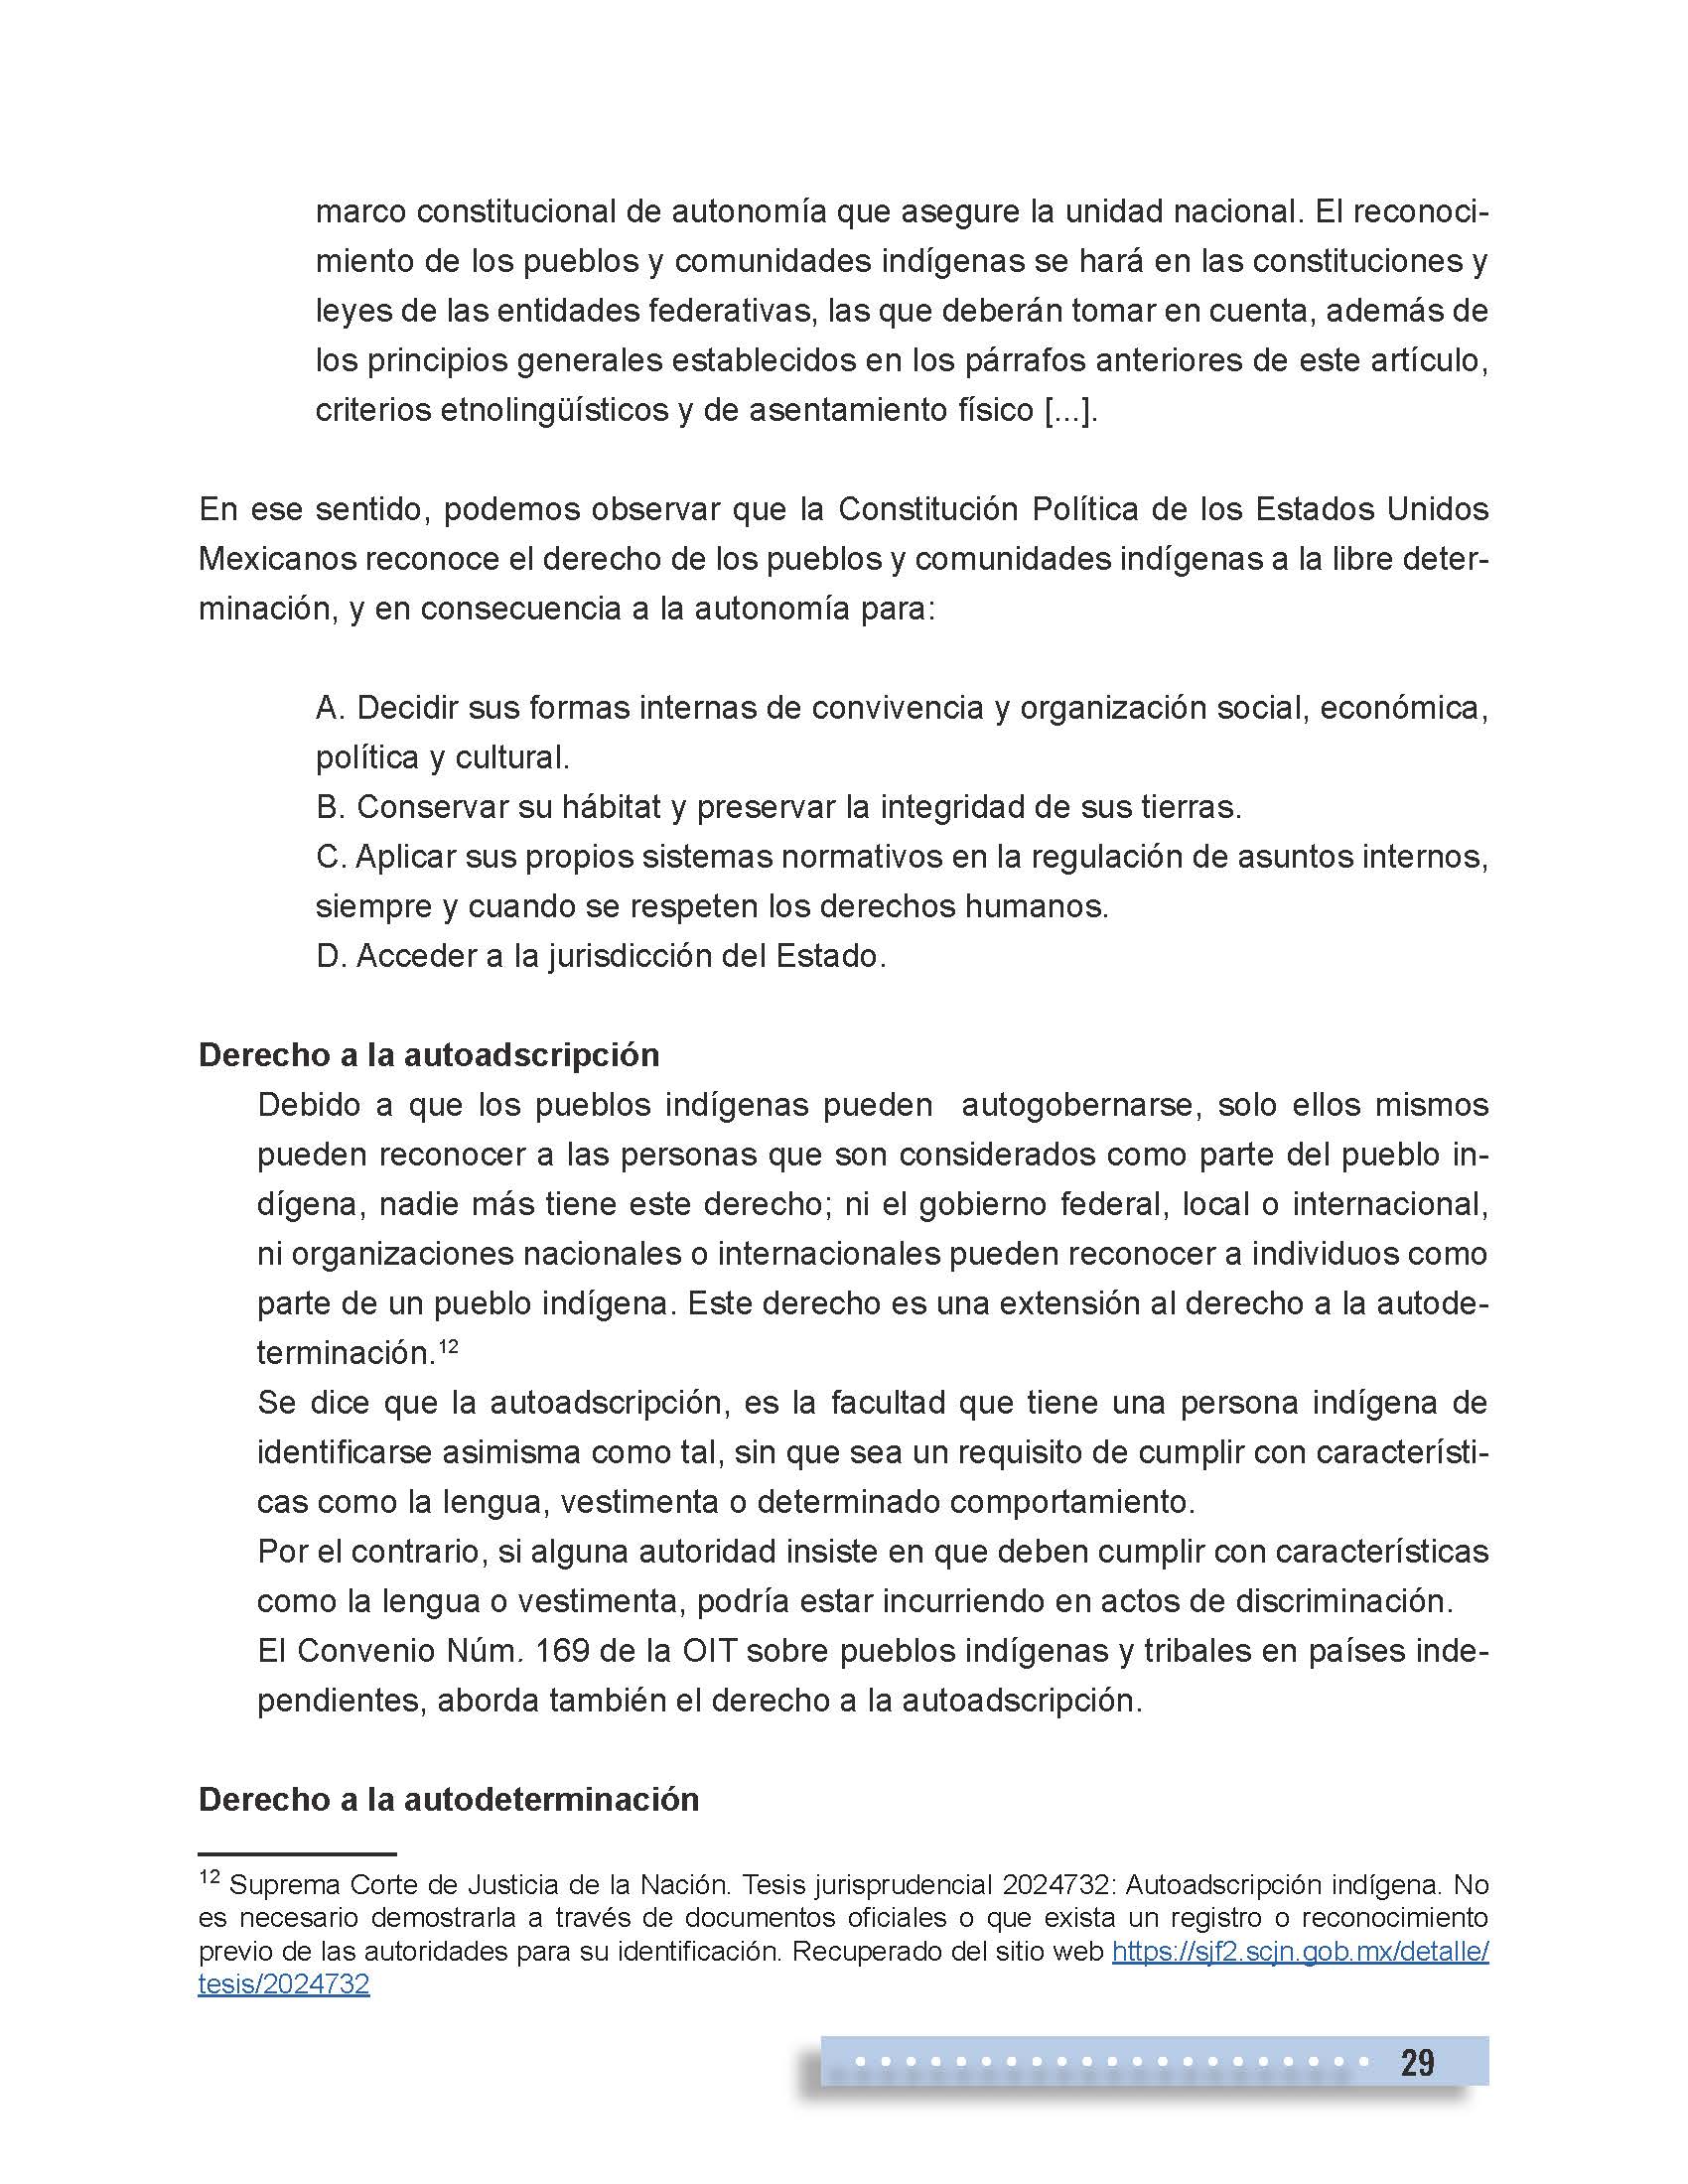 marco constitucional de autonomía que asegure la unidad nacional. El reconoci-
miento de los pueblos y comunidades indígenas se hará en las constituciones y
leyes de las entidades federativas, las que deberán tomar en cuenta, además de
los principios generales establecidos en los párrafos anteriores de este artículo,
criterios etnolingüísticos y de asentamiento físico [...].
En ese sentido, podemos observar que la Constitución Política de los Estados Unidos
Mexicanos reconoce el derecho de los pueblos y comunidades indígenas a la libre deter-
minación, y en consecuencia a la autonomía para:
A. Decidir sus formas internas de convivencia y organización social, económica,
política y cultural.
B. Conservar su hábitat y preservar la integridad de sus tierras.
C. Aplicar sus propios sistemas normativos en la regulación de asuntos internos,
siempre y cuando se respeten los derechos humanos.
D. Acceder a la jurisdicción del Estado.
Derecho a la autoadscripción
Debido a que los pueblos indígenas pueden  autogobernarse, solo ellos mismos
pueden reconocer a las personas que son considerados como parte del pueblo in-
dígena, nadie más tiene este derecho; ni el gobierno federal, local o internacional,
ni organizaciones nacionales o internacionales pueden reconocer a individuos como
parte de un pueblo indígena. Este derecho es una extensión al derecho a la autode-
terminación.12
Se dice que la autoadscripción, es la facultad que tiene una persona indígena de
identificarse asimisma como tal, sin que sea un requisito de cumplir con característi-
cas como la lengua, vestimenta o determinado comportamiento.
Por el contrario, si alguna autoridad insiste en que deben cumplir con características
como la lengua o vestimenta, podría estar incurriendo en actos de discriminación.
El Convenio Núm. 169 de la OIT sobre pueblos indígenas y tribales en países inde-
pendientes, aborda también el derecho a la autoadscripción.
Derecho a la autodeterminación
12 Suprema Corte de Justicia de la Nación. Tesis jurisprudencial 2024732: Autoadscripción indígena. No
es necesario demostrarla a través de documentos oficiales o que exista un registro o reconocimiento
previo de las autoridades para su identificación. Recuperado del sitio web https://sjf2.scjn.gob.mx/detalle/
tesis/2024732
29